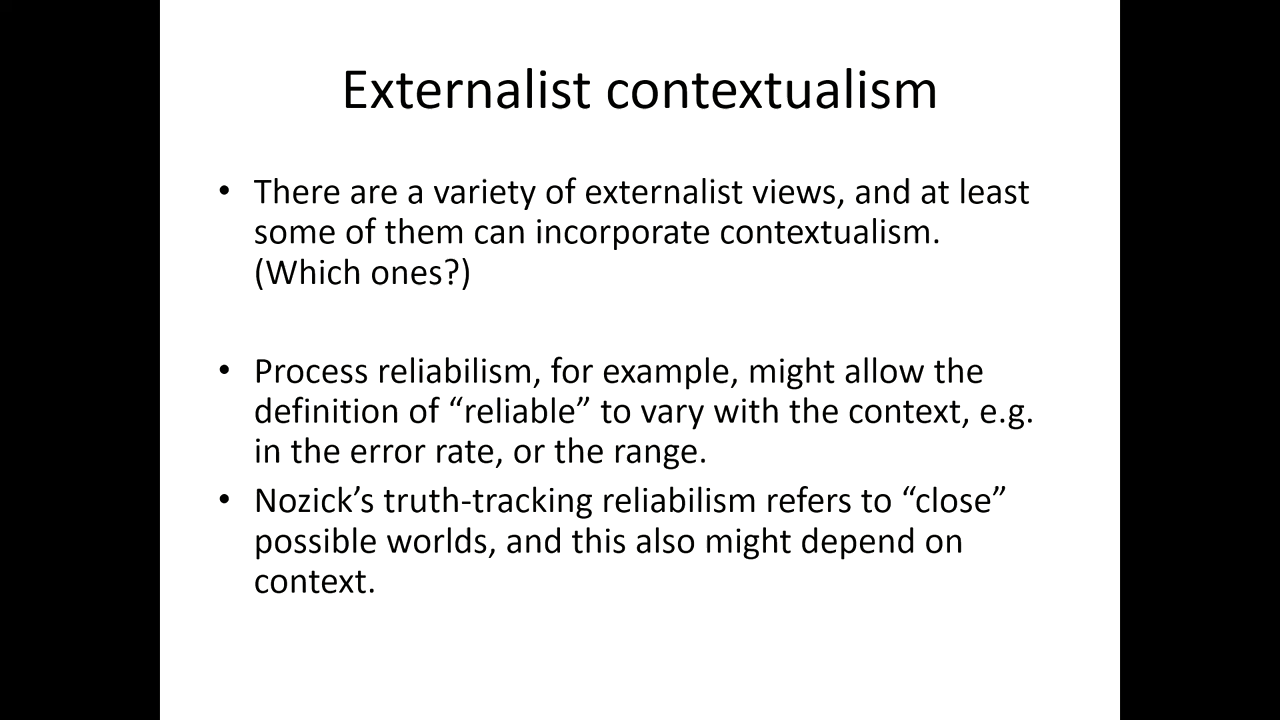 Externalist contextualism
• There are a variety of externalist views, and at least
some of them can incorporate contextualism.
(Which ones?)
• Process reliabilism, for example, might allow the
definition of “reliable” to vary with the context, e.g.
in the error rate, or the range.
• Nozick’s truth-tracking reliabilism refers to “close”
possible worlds, and this also might depend on
context.